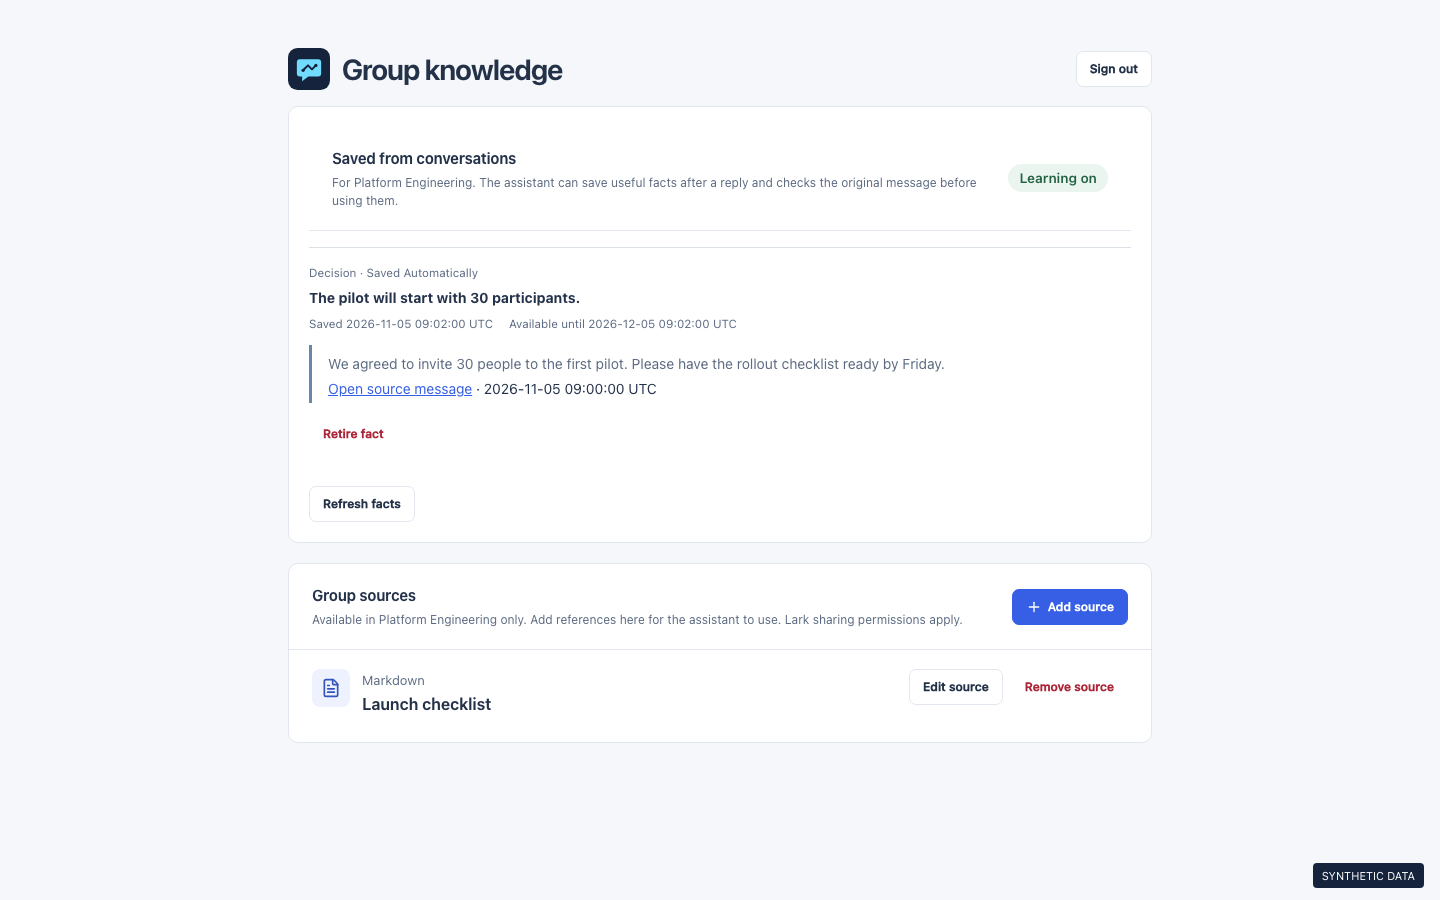 Group knowledge
Sign out
Saved from conversations
For Platform Engineering. The assistant can save useful facts after a reply and checks the original message before
using them.
Learning on
Decision · Saved Automatically
The pilot will start with 30 participants.
Saved 2026-11-05 09:02:00 UTC Available until 2026-12-05 09:02:00 UTC
We agreed to invite 30 people to the first pilot. Please have the rollout checklist ready by Friday.
Open source message · 2026-11-05 09:00:00 UTC
Retire fact
Refresh facts
Group sources
Available in Platform Engineering only. Add references here for the assistant to use. Lark sharing permissions apply.
Add source
Markdown
Launch checklist
Edit source
Remove source
SYNTHETIC DATA